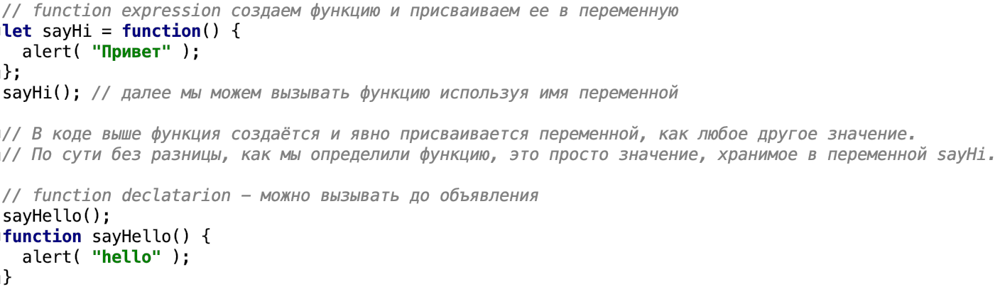 // function expression создаем функцию и присваиваем ее в переменную
let sayHi = function() {
alert( "Привет" );
};
sayHi(); // далее мы можем вызывать функцию используя имя переменной
// В коде выше функция создаётся и явно присваивается переменной, как любое другое значение.
// По сути без разницы, как мы определили функцию, это просто значение, хранимое в переменной sayHi.
// function declatarion – можно вызывать до объявления
sayHello();
function sayHello() {
alert( "hello" );
}